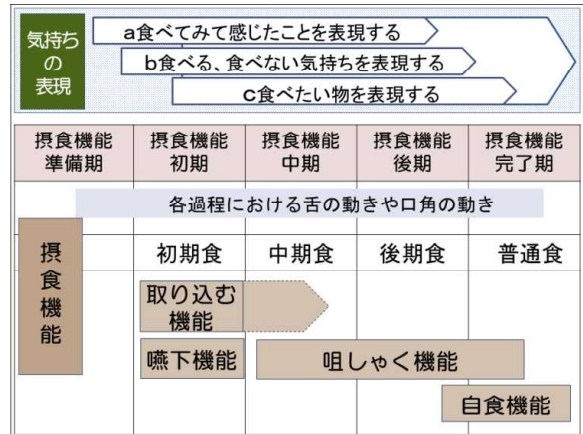 気持ち
の
表現
a食べてみて感じたことを表現する
b食べる、食べない気持ちを表現する
c食べたい物を表現する
摂食機能
準備期
摂食機能
初期
摂食機能
中期
摂食機能
後期
摂食機能
完了期
各過程における舌の動きや口角の動き
摂
食
機
能
初期食
中期食
後期食
普通食
取り込む
機能
嚥下機能
咀しゃく機能
自食機能